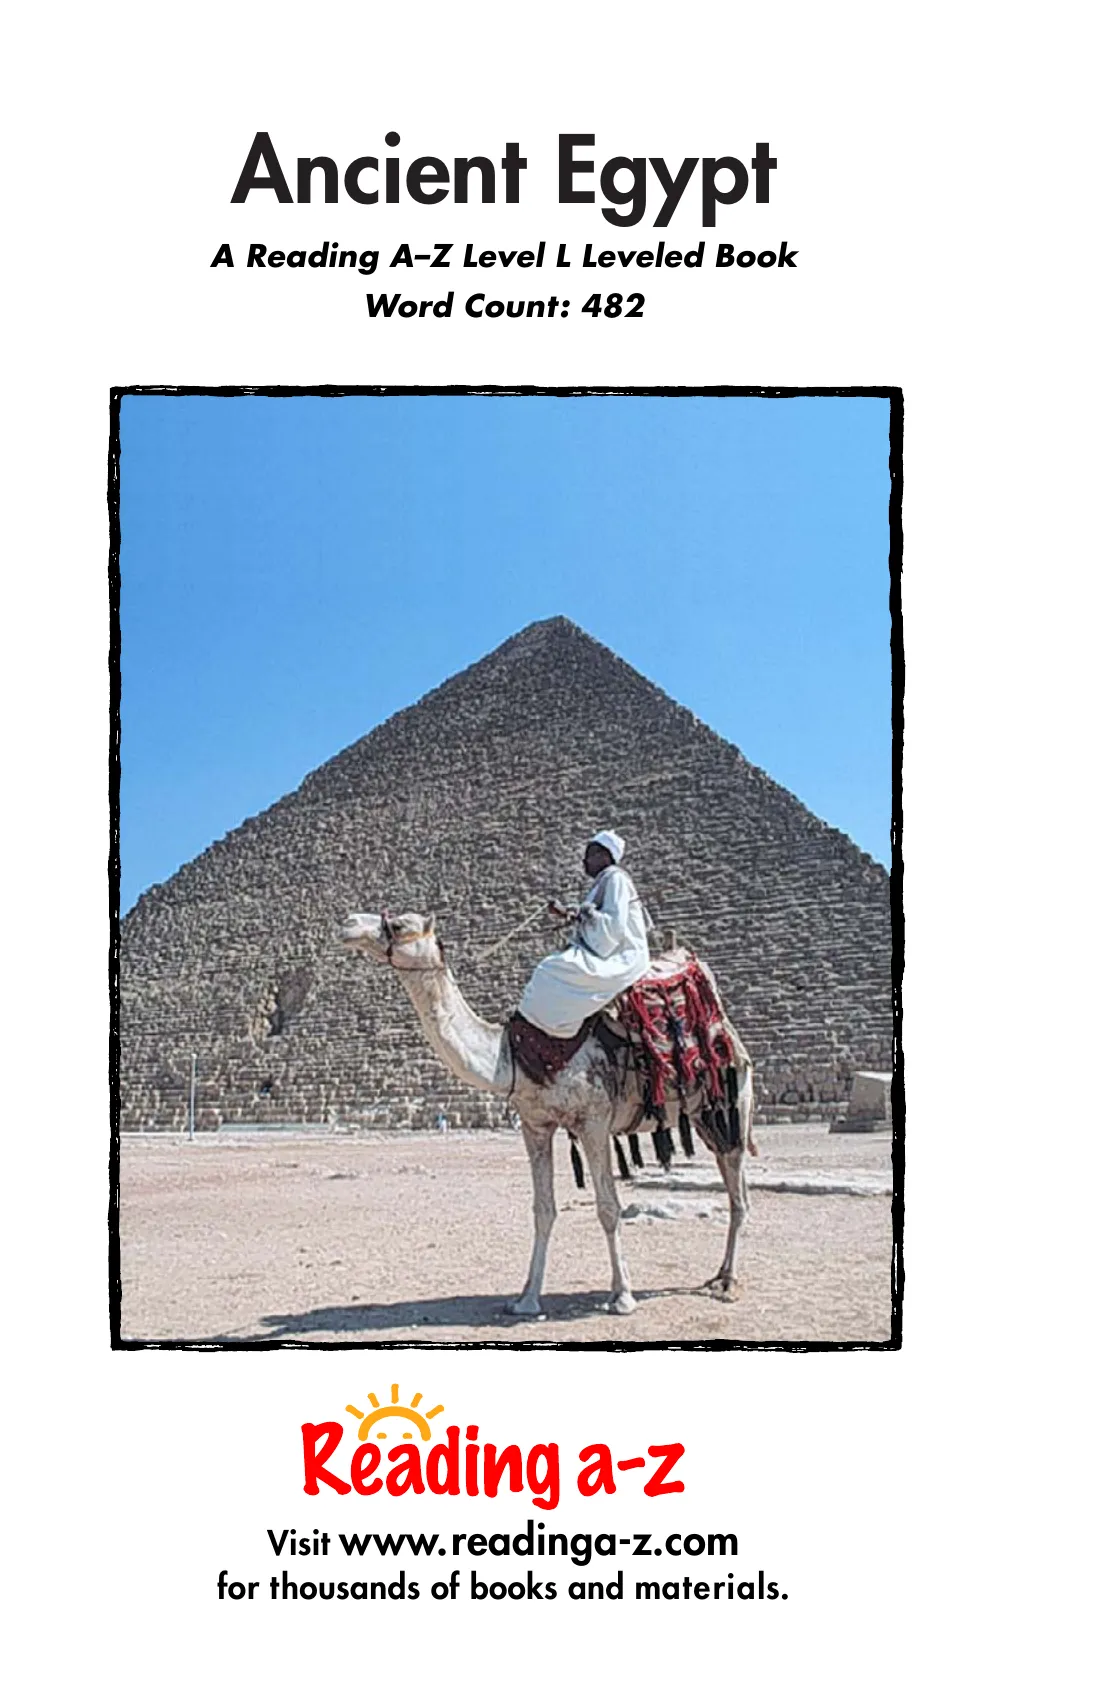 Ancient Egypt
A Reading A–Z Level L Leveled Book
Word Count: 482
Reading a-z
Visit www.readinga-z.com
for thousands of books and materials.